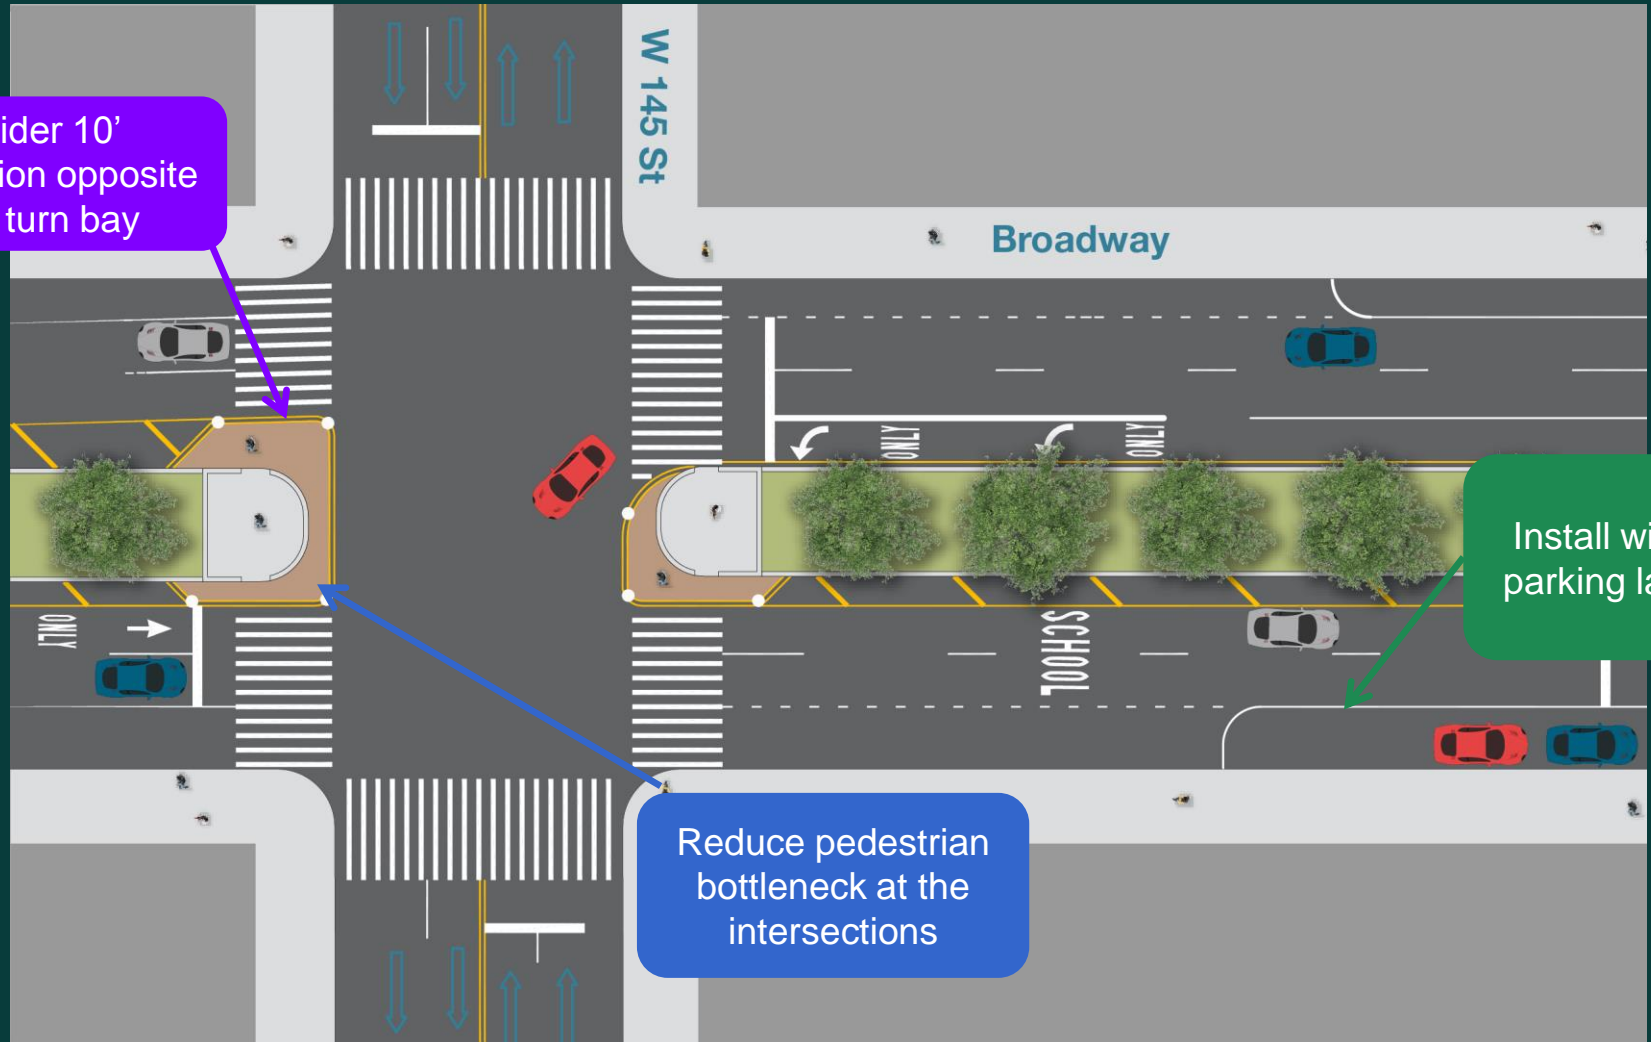 W 145 St
ider 10’
ion opposite
turn bay
Broadway
ONLY
ONLY
Install wi
parking la
ONLY
SCHOOL
Reduce pedestrian
bottleneck at the
intersections